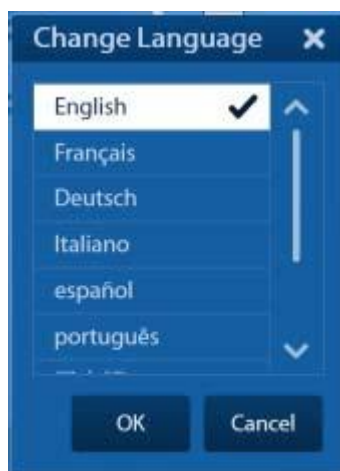 Change Language
English
Français
Deutsch
Italiano
español
português
OK
Cancel